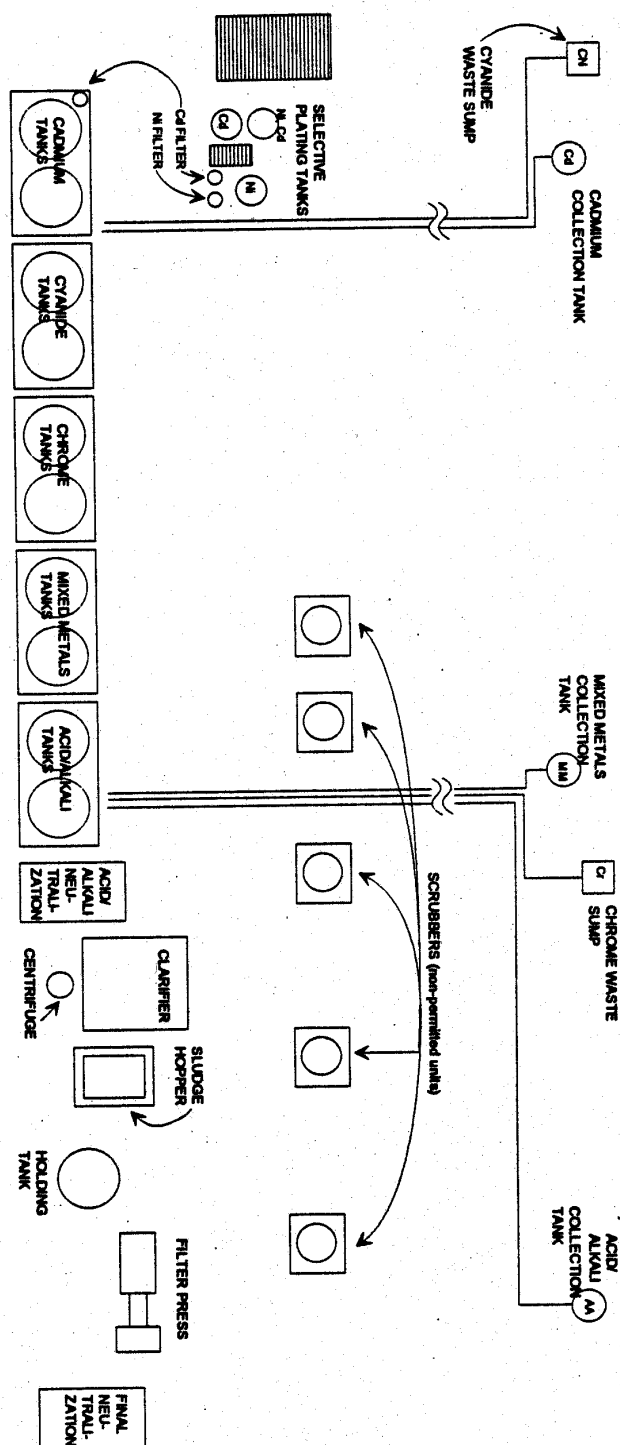 CN
CYANIDE
WASTE SUMP
Cd
CADMIUM
COLLECTION TANK
MIXED METALS
COLLECTION
TANK
MM
Cr
CHROME WASTE
SUMP
ACID/
ALKALI
COLLECTION
TANK
AA
SELECTIVE
PLATING TANKS
Ni, Cd
Cd
Ni
Cd FILTER
Ni FILTER
SCRUBBERS (non-permitted units)
CADMIUM
TANKS
CYANIDE
TANKS
CHROME
TANKS
MIXED METALS
TANKS
ACID/ALKALI
TANKS
ACID/
ALKALI
NEU-
TRALI-
ZATION
CLARIFIER
CENTRIFUGE
SLUDGE
HOPPER
HOLDING
TANK
FILTER PRESS
FINAL
NEU-
TRALI-
ZATION